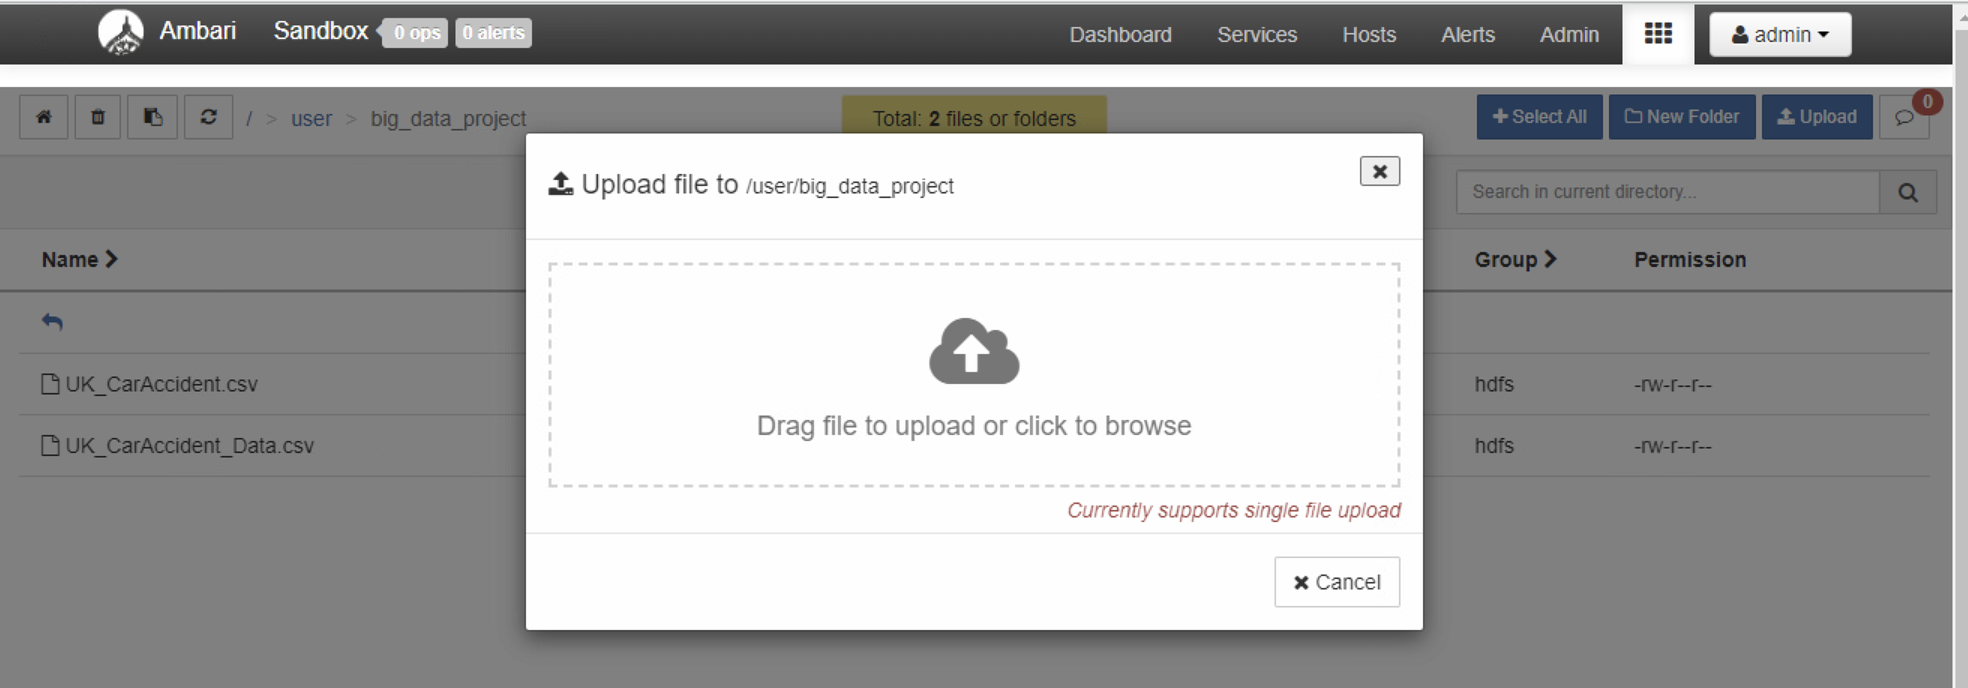 Ambari Sandbox 0 ops 0 alerts Dashboard Services Hosts Alerts Admin admin
/ > user > big_data_project Total: 2 files or folders Select All New Folder Upload 0
Upload file to /user/big_data_project
Search in current directory...
Name Group Permission
UK_CarAccident.csv hdfs -rw-r--r--
Drag file to upload or click to browse
UK_CarAccident_Data.csv hdfs -rw-r--r--
Currently supports single file upload
Cancel